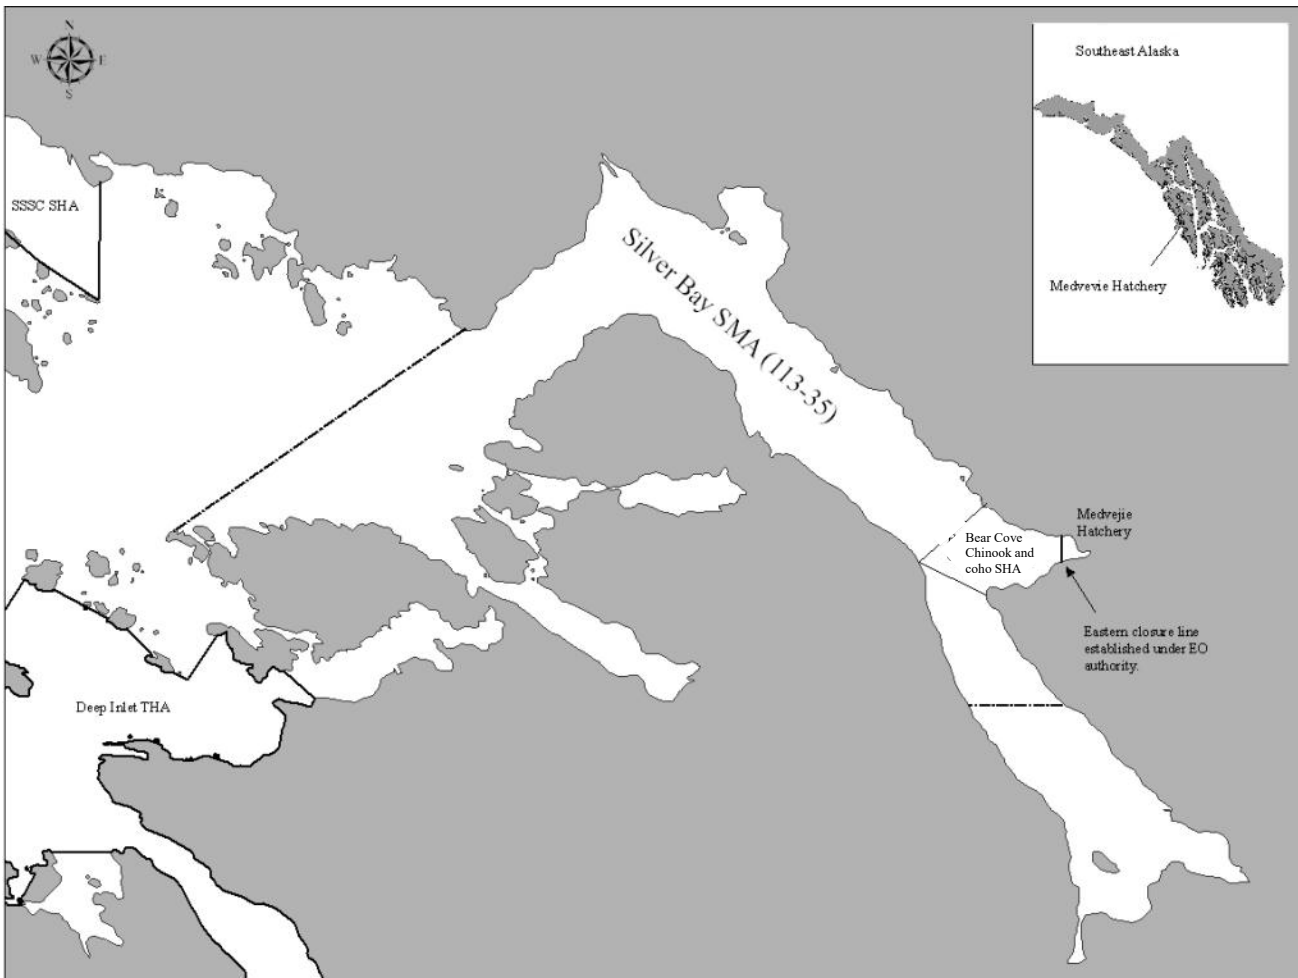 N
W E
S
Southeast Alaska
Medvevie Hatchery
SSSC SHA
Silver Bay SMA (113-35)
Medvejie
Hatchery
Bear Cove
Chinook and
coho SHA
Eastern closure line
established under EO
authority.
Deep Inlet THA